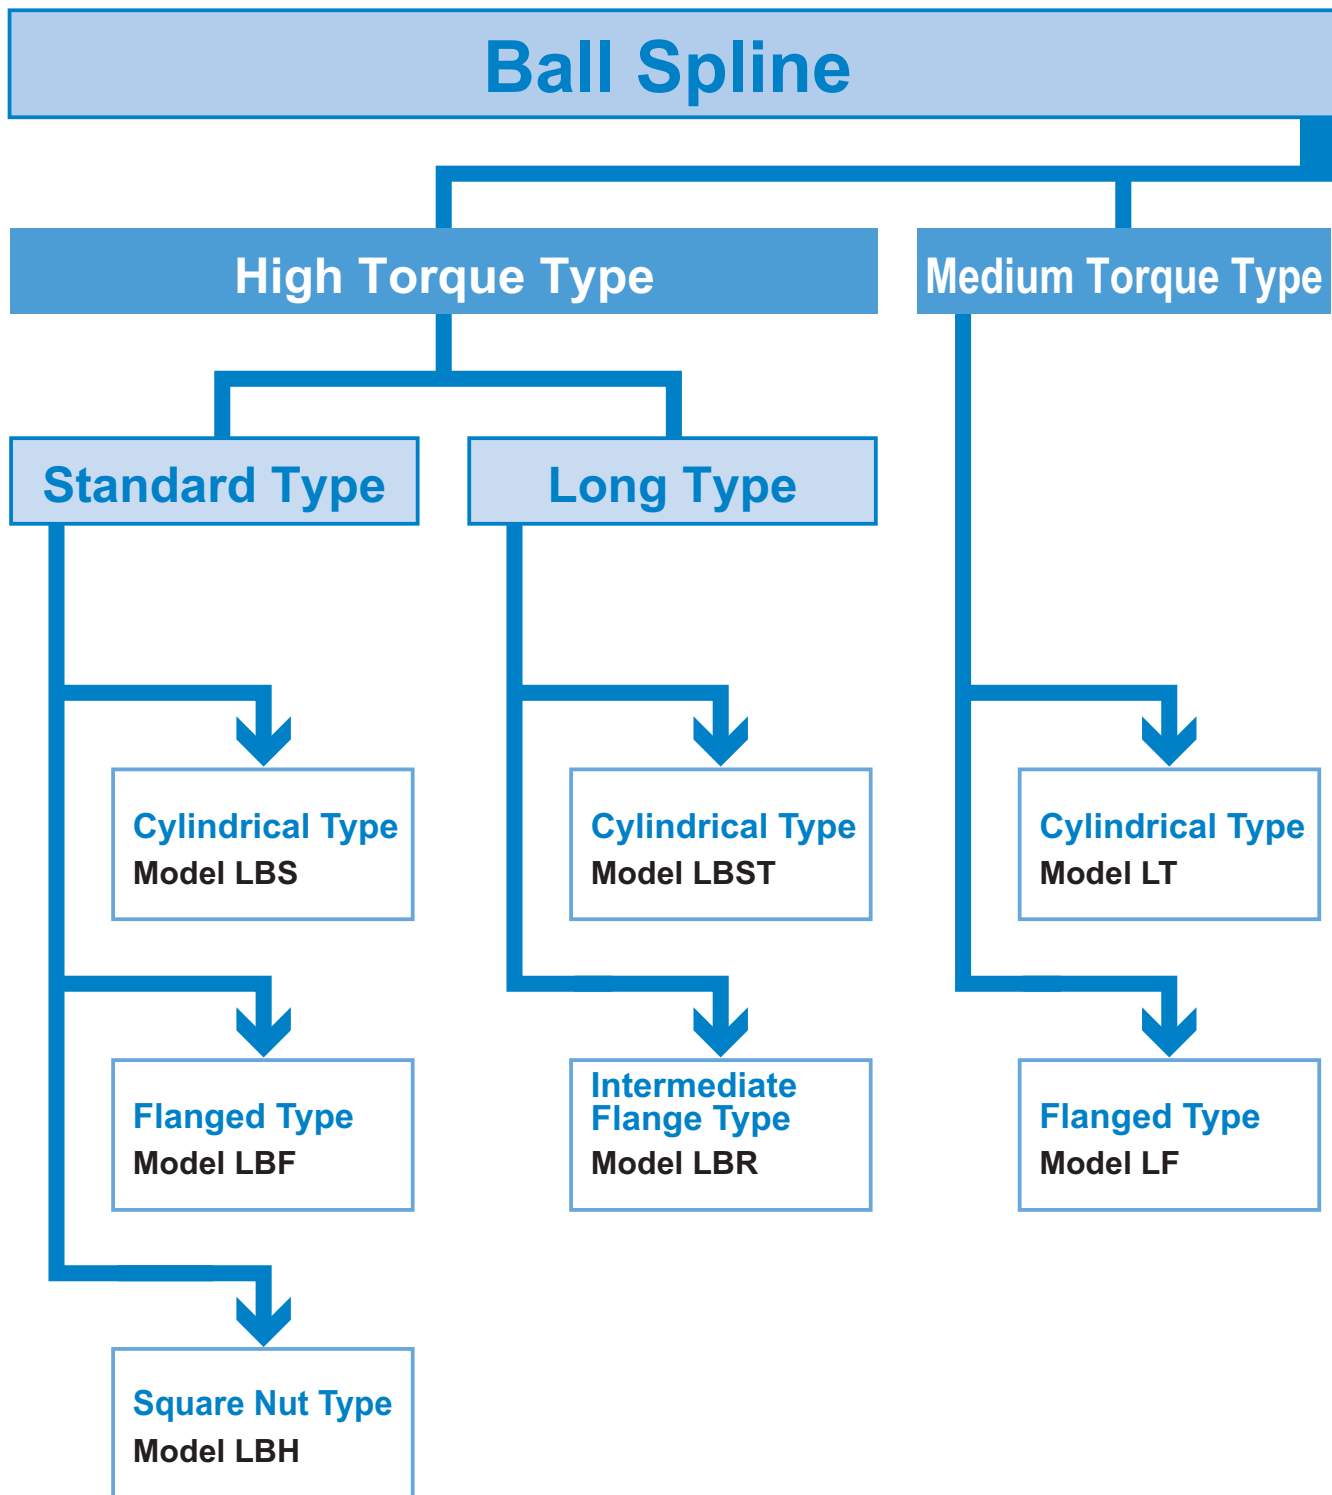 Ball Spline
High Torque Type
Medium Torque Type
Standard Type
Long Type
Cylindrical Type
Model LBS
Cylindrical Type
Model LBST
Cylindrical Type
Model LT
Flanged Type
Model LBF
Intermediate
Flange Type
Model LBR
Flanged Type
Model LF
Square Nut Type
Model LBH